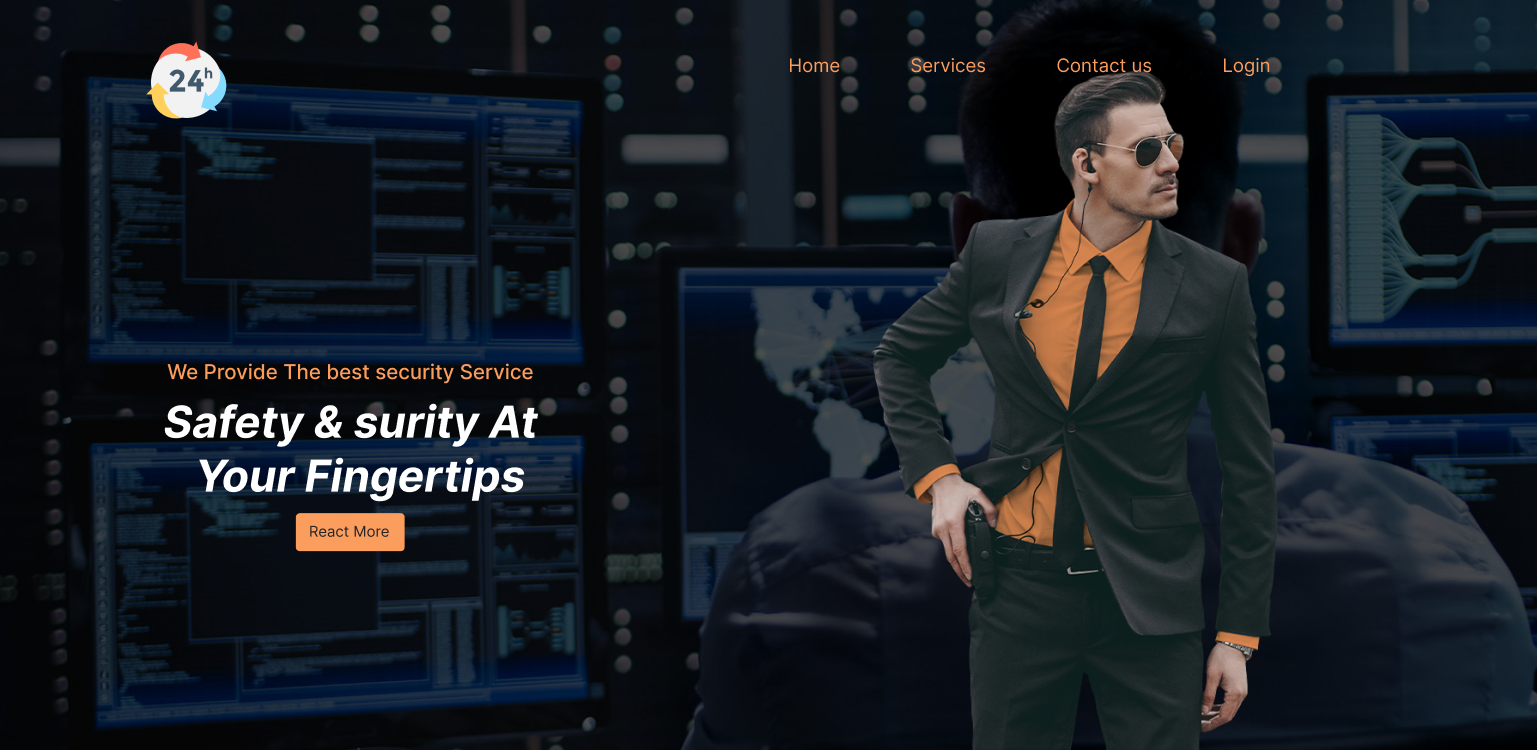 24h
Home Services Contact us Login
We Provide The best security Service
Safety & surity At
Your Fingertips
React More